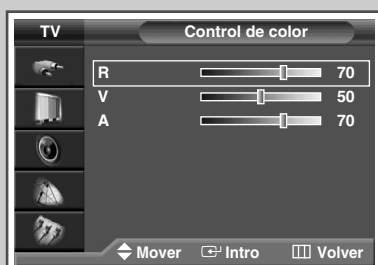 TV Control de color
R 70
V 50
A 70
Mover Intro Volver